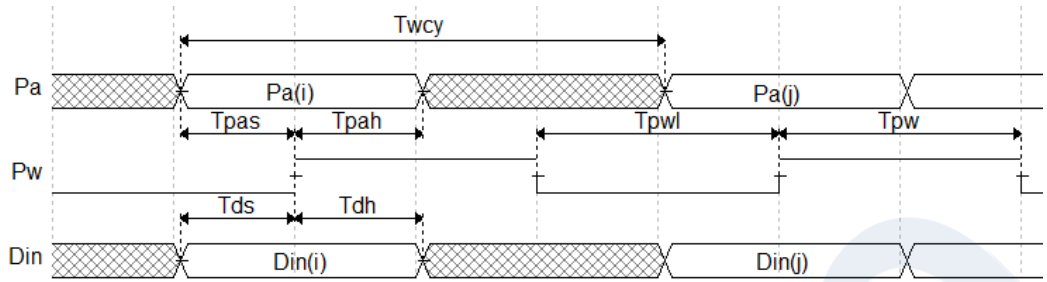 Twcy
Pa Pa(i) Pa(j)
Tpas Tpah Tpwl Tpw
Pw
Tds Tdh
Din Din(i) Din(j)